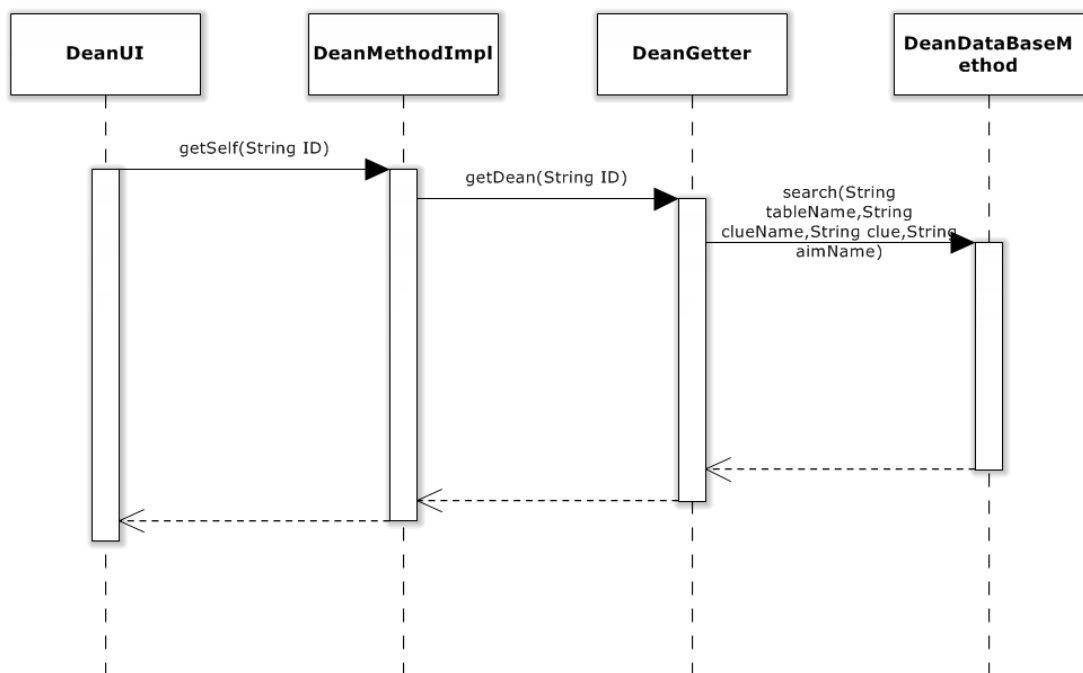 DeanUI
DeanMethodImpl
DeanGetter
DeanDataBaseM
ethod
getSelf(String ID)
getDean(String ID)
search(String
tableName,String
clueName,String clue,String
aimName)